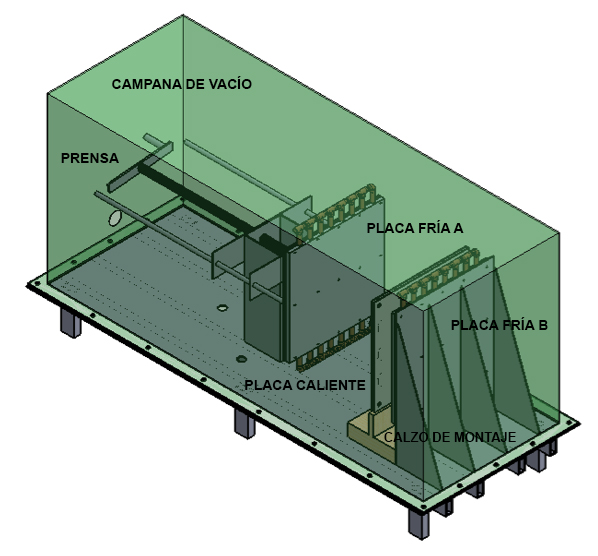 CAMPANA DE VACÍO
PRENSA
PLACA FRÍA A
PLACA FRÍA B
PLACA CALIENTE
CALZO DE MONTAJE